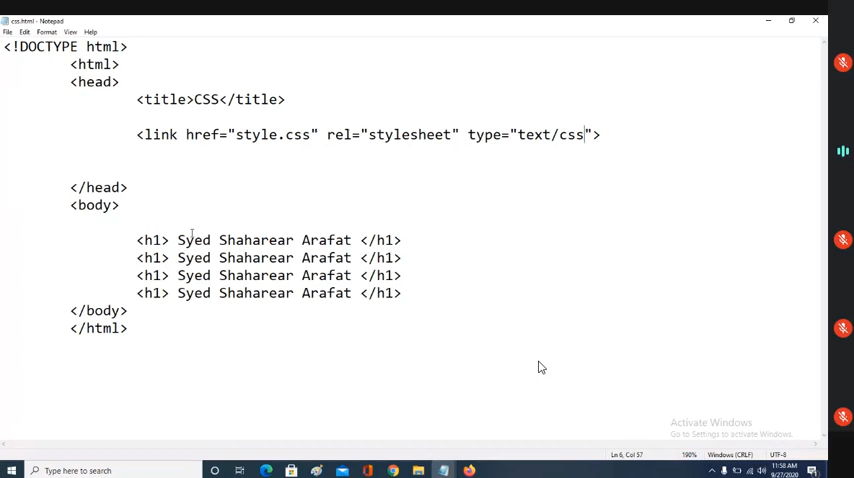 css.html - Notepad
File Edit Format View Help
<!DOCTYPE html>
<html>
<head>
<title>CSS</title>
<link href="style.css" rel="stylesheet" type="text/css">
</head>
<body>
<h1> Syed Shaharear Arafat </h1>
<h1> Syed Shaharear Arafat </h1>
<h1> Syed Shaharear Arafat </h1>
<h1> Syed Shaharear Arafat </h1>
</body>
</html>
Activate Windows
Go to Settings to activate Windows.
Ln 6, Col 57 190% Windows (CRLF) UTF-8
Type here to search
11:58 AM
9/27/2020